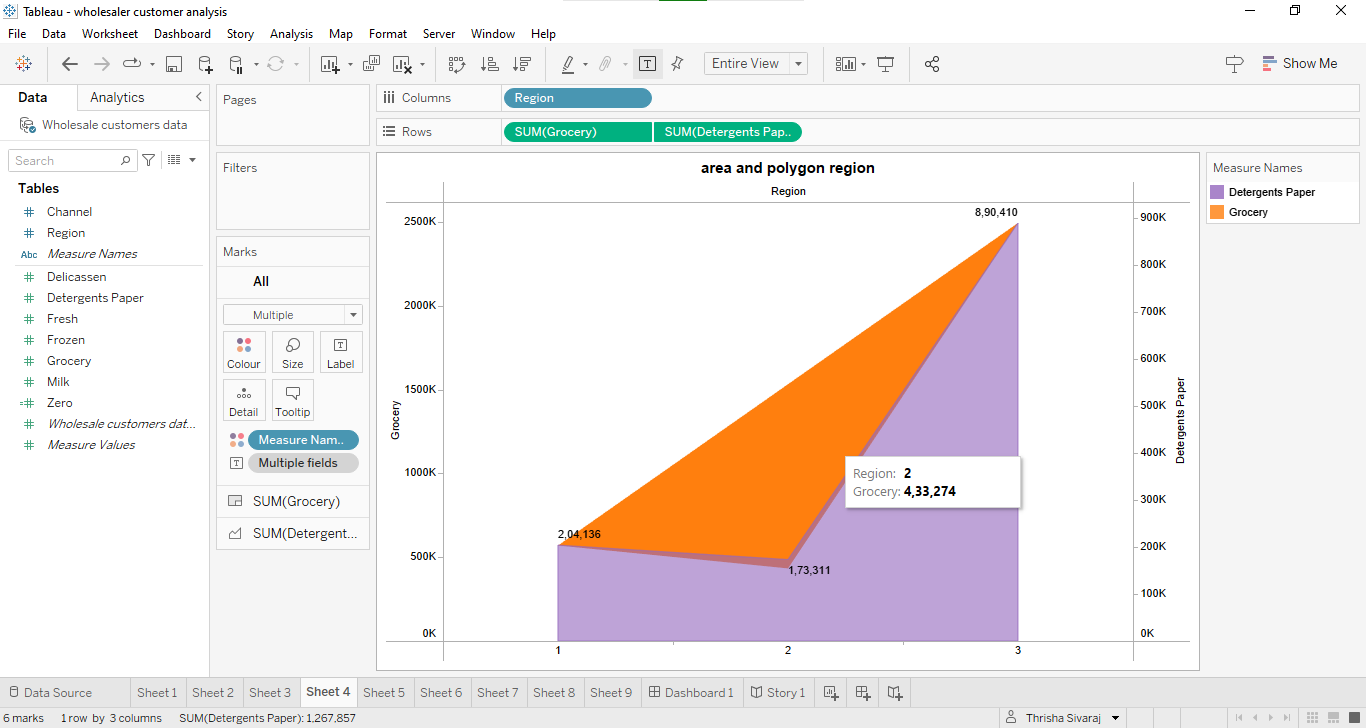 Tableau - wholesaler customer analysis
File Data Worksheet Dashboard Story Analysis Map Format Server Window Help
Entire View
Show Me
Data Analytics
Wholesale customers data
Search
Tables
Channel
Region
Abc Measure Names
Delicassen
Detergents Paper
Fresh
Frozen
Grocery
Milk
Zero
Wholesale customers dat...
Measure Values
Pages
Filters
Marks
All
Multiple
Colour Size Label
Detail Tooltip
Measure Nam..
Multiple fields
SUM(Grocery)
SUM(Detergent...
Columns Region
Rows SUM(Grocery) SUM(Detergents Pap..
area and polygon region
Region
2500K
2000K
1500K
1000K
500K
0K
Grocery
8,90,410
2,04,136
1,73,311
Region: 2
Grocery: 4,33,274
1 2 3
900K
800K
700K
600K
500K
400K
300K
200K
100K
0K
Detergents Paper
Measure Names
Detergents Paper
Grocery
Data Source Sheet 1 Sheet 2 Sheet 3 Sheet 4 Sheet 5 Sheet 6 Sheet 7 Sheet 8 Sheet 9 Dashboard 1 Story 1
6 marks 1 row by 3 columns SUM(Detergents Paper): 1,267,857
Thrisha Sivaraj